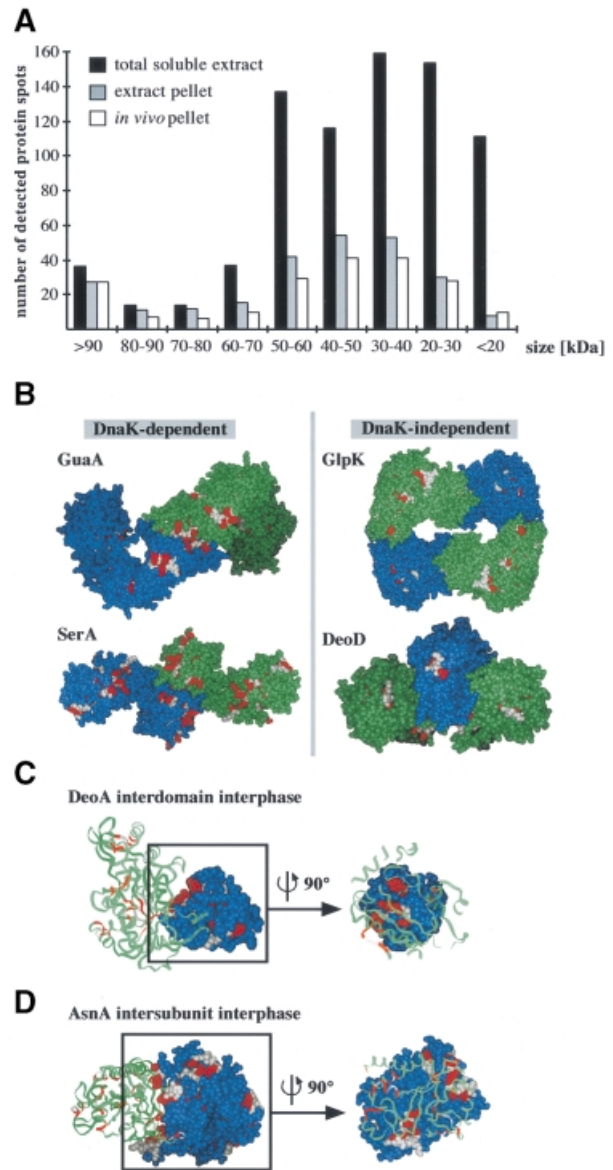 A
number of detected protein spots
160
140
120
100
80
60
40
20
total soluble extract
extract pellet
in vivo pellet
>90 80-90 70-80 60-70 50-60 40-50 30-40 20-30 <20 size [kDa]
B
DnaK-dependent DnaK-independent
GuaA GlpK
SerA DeoD
C
DeoA interdomain interphase
90°
D
AsnA intersubunit interphase
90°